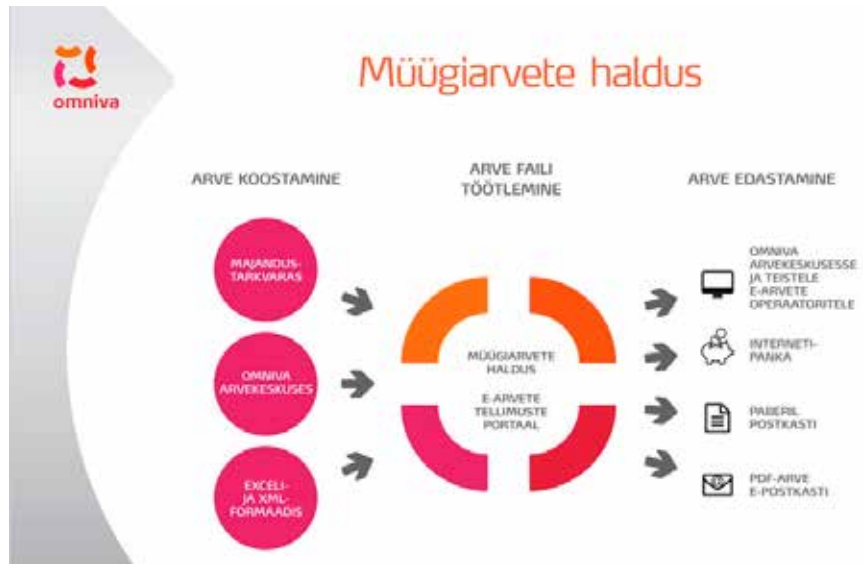 omniva
Müügiarvete haldus
ARVE KOOSTAMINE
ARVE FAILI
TÖÖTLEMINE
ARVE EDASTAMINE
MAJANDUS-
TARKVARAS
OMNIVA
ARVEKESKUSES
EXCELI-
JA XML-
FORMAADIS
MÜÜGIARVETE
HALDUS
E-ARVETE
TELLIMUSTE
PORTAAL
OMNIVA
ARVEKESKUSESSE
JA TEISTELE
E-ARVETE
OPERAATORITELE
INTERNETI-
PANKA
PABERIL
POSTKASTI
PDF-ARVE
E-POSTKASTI